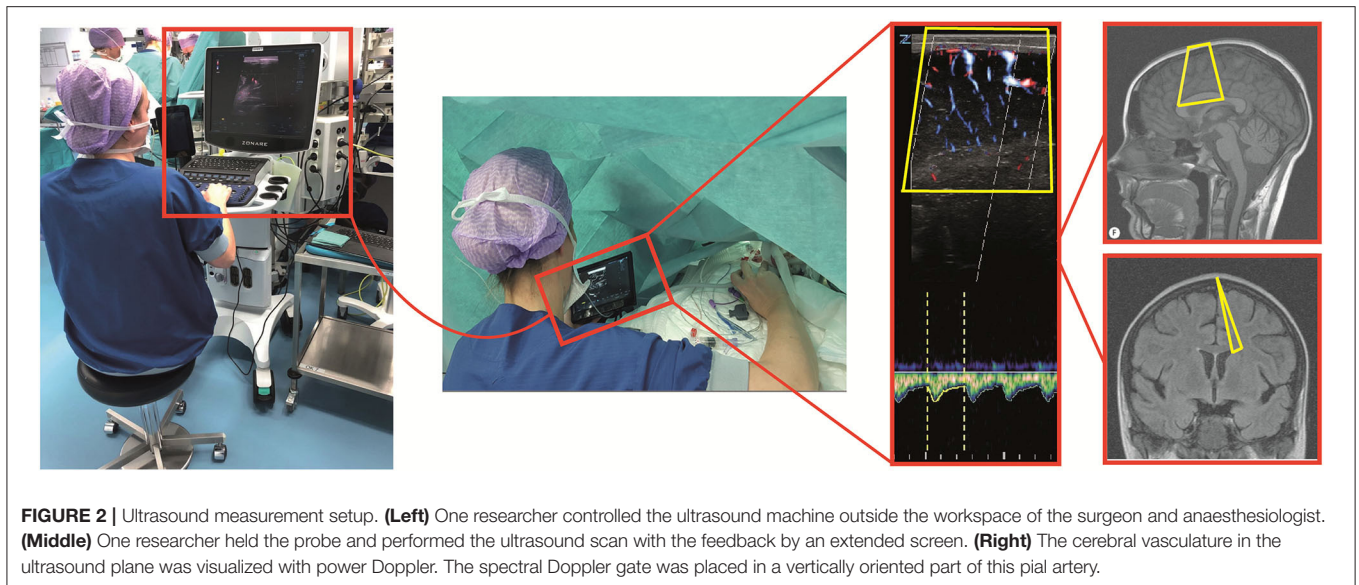 ZONARE
Z
F
FIGURE 2 | Ultrasound measurement setup. (Left) One researcher controlled the ultrasound machine outside the workspace of the surgeon and anaesthesiologist.
(Middle) One researcher held the probe and performed the ultrasound scan with the feedback by an extended screen. (Right) The cerebral vasculature in the
ultrasound plane was visualized with power Doppler. The spectral Doppler gate was placed in a vertically oriented part of this pial artery.